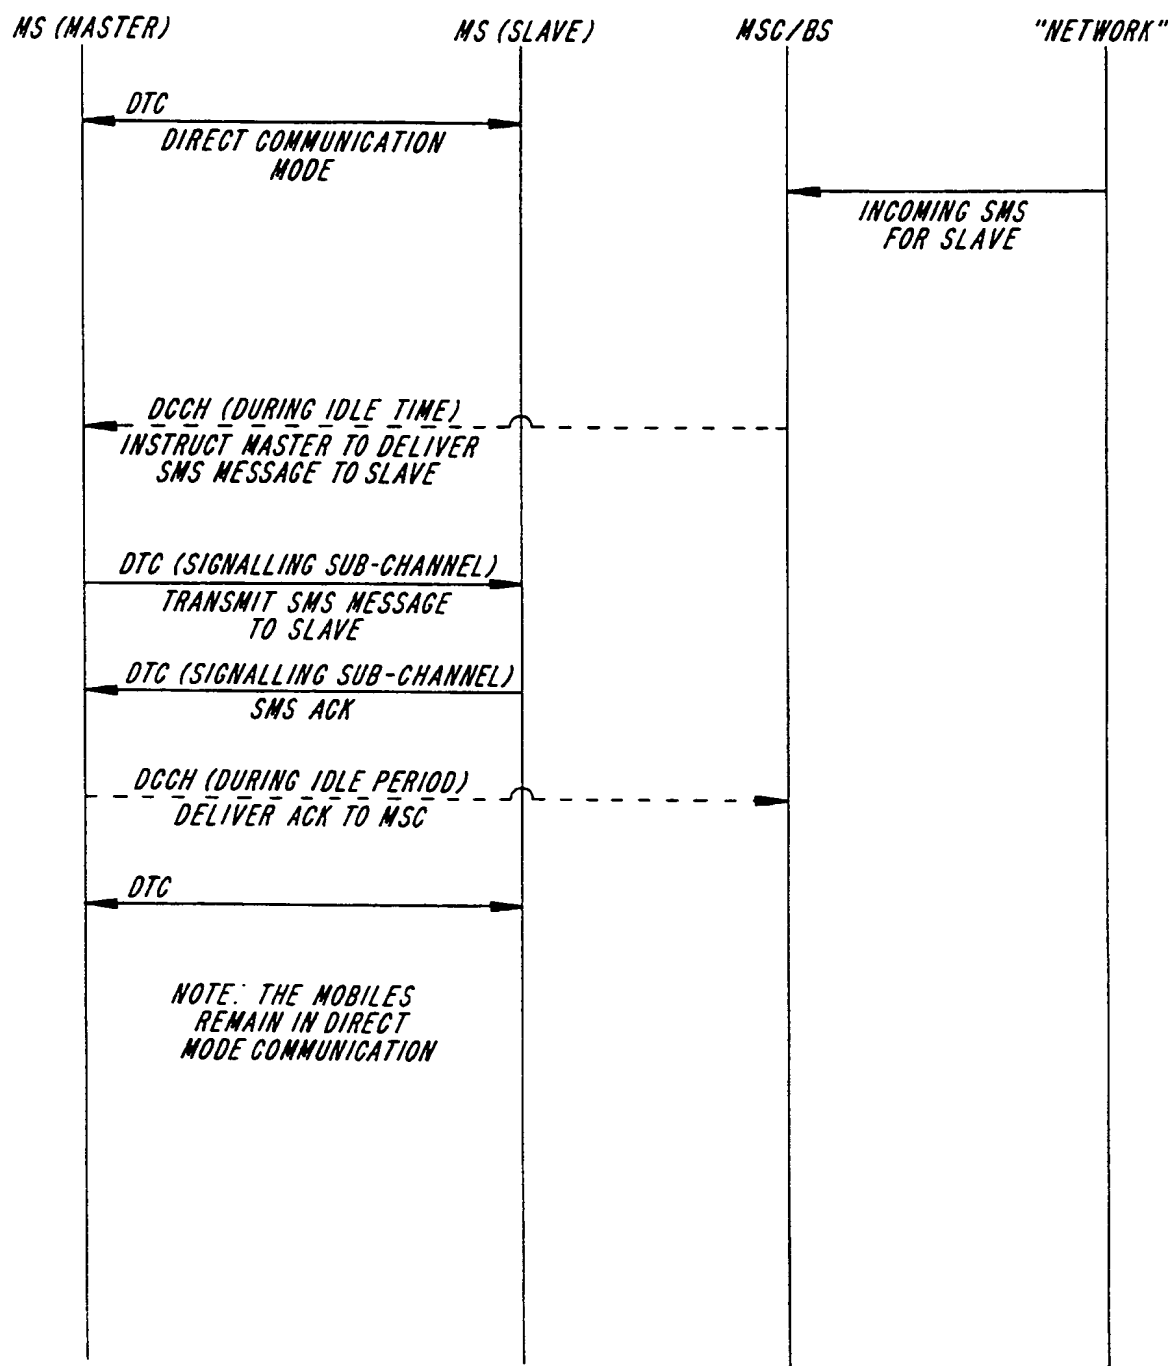 MS (MASTER) MS (SLAVE) MSC/BS "NETWORK"
DTC
DIRECT COMMUNICATION
MODE
INCOMING SMS
FOR SLAVE
DCCH (DURING IDLE TIME)
INSTRUCT MASTER TO DELIVER
SMS MESSAGE TO SLAVE
DTC (SIGNALLING SUB-CHANNEL)
TRANSMIT SMS MESSAGE
TO SLAVE
DTC (SIGNALLING SUB-CHANNEL)
SMS ACK
DCCH (DURING IDLE PERIOD)
DELIVER ACK TO MSC
DTC
NOTE: THE MOBILES
REMAIN IN DIRECT
MODE COMMUNICATION